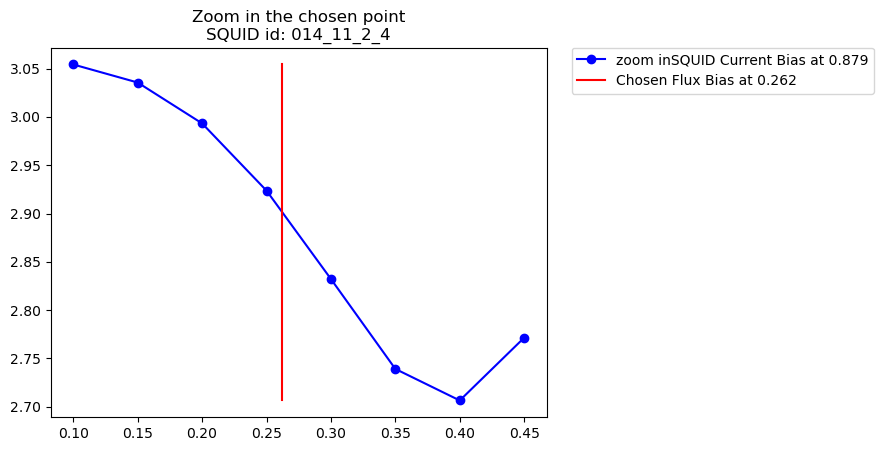 Zoom in the chosen point
SQUID id: 014_11_2_4
zoom inSQUID Current Bias at 0.879
Chosen Flux Bias at 0.262
3.05
3.00
2.95
2.90
2.85
2.80
2.75
2.70
0.10 0.15 0.20 0.25 0.30 0.35 0.40 0.45